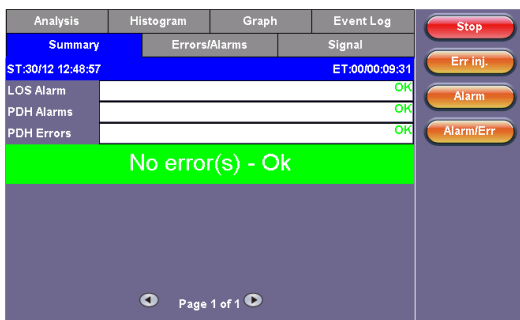 Analysis Histogram Graph Event Log
Summary Errors/Alarms Signal
ST:30/12 12:48:57 ET:00/00:09:31
LOS Alarm OK
PDH Alarms OK
PDH Errors OK
No error(s) - Ok
Page 1 of 1
Stop
Err inj.
Alarm
Alarm/Err